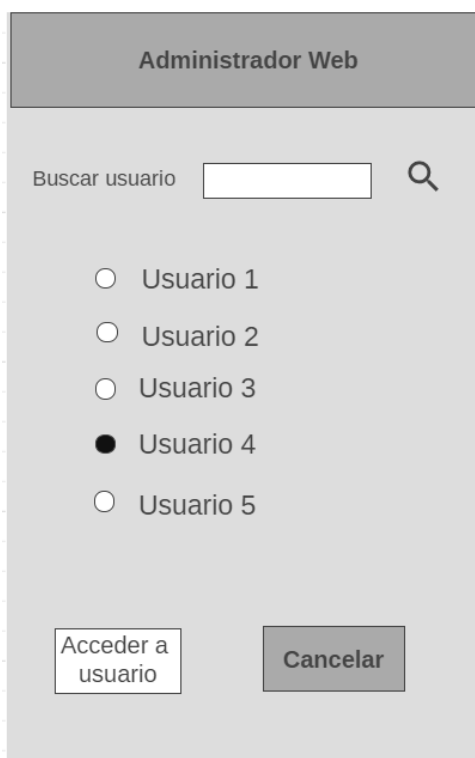 Administrador Web
Buscar usuario
Usuario 1
Usuario 2
Usuario 3
Usuario 4
Usuario 5
Acceder a
usuario
Cancelar